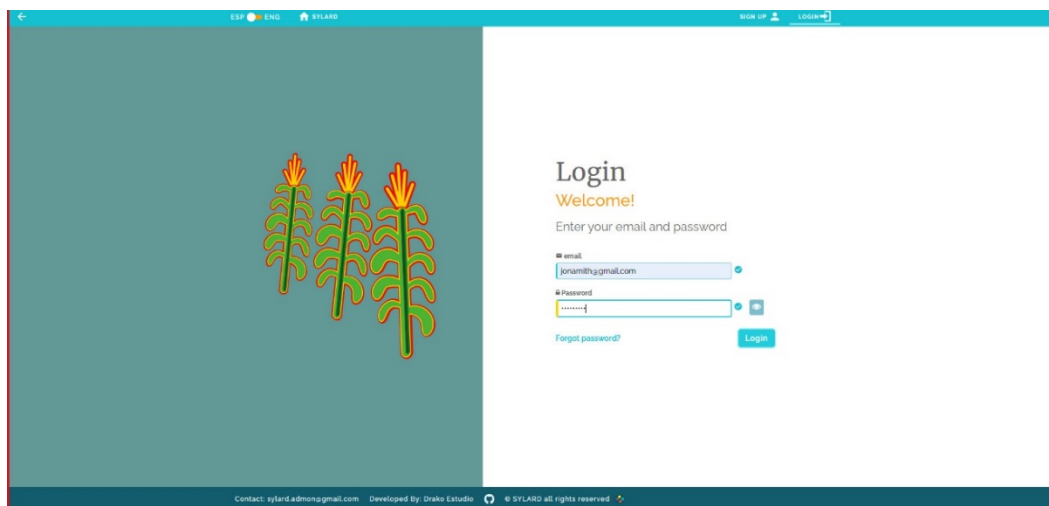 ESP ENG SYLARD SIGN UP LOGIN
Login
Welcome!
Enter your email and password
email
jonamith@gmail.com
Password
Forgot password? Login
Contact: sylard.admon@gmail.com Developed By: Drako Estudio © SYLARD all rights reserved